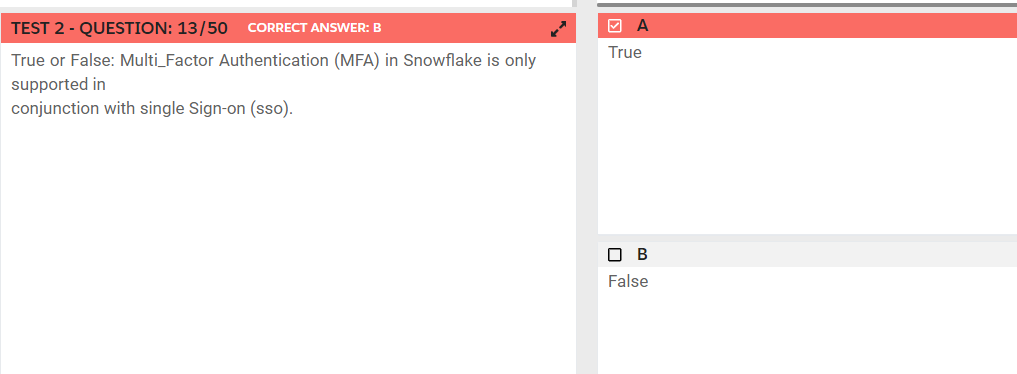 TEST 2 - QUESTION: 13/50 CORRECT ANSWER: B
True or False: Multi_Factor Authentication (MFA) in Snowflake is only
supported in
conjunction with single Sign-on (sso).
A
True
B
False